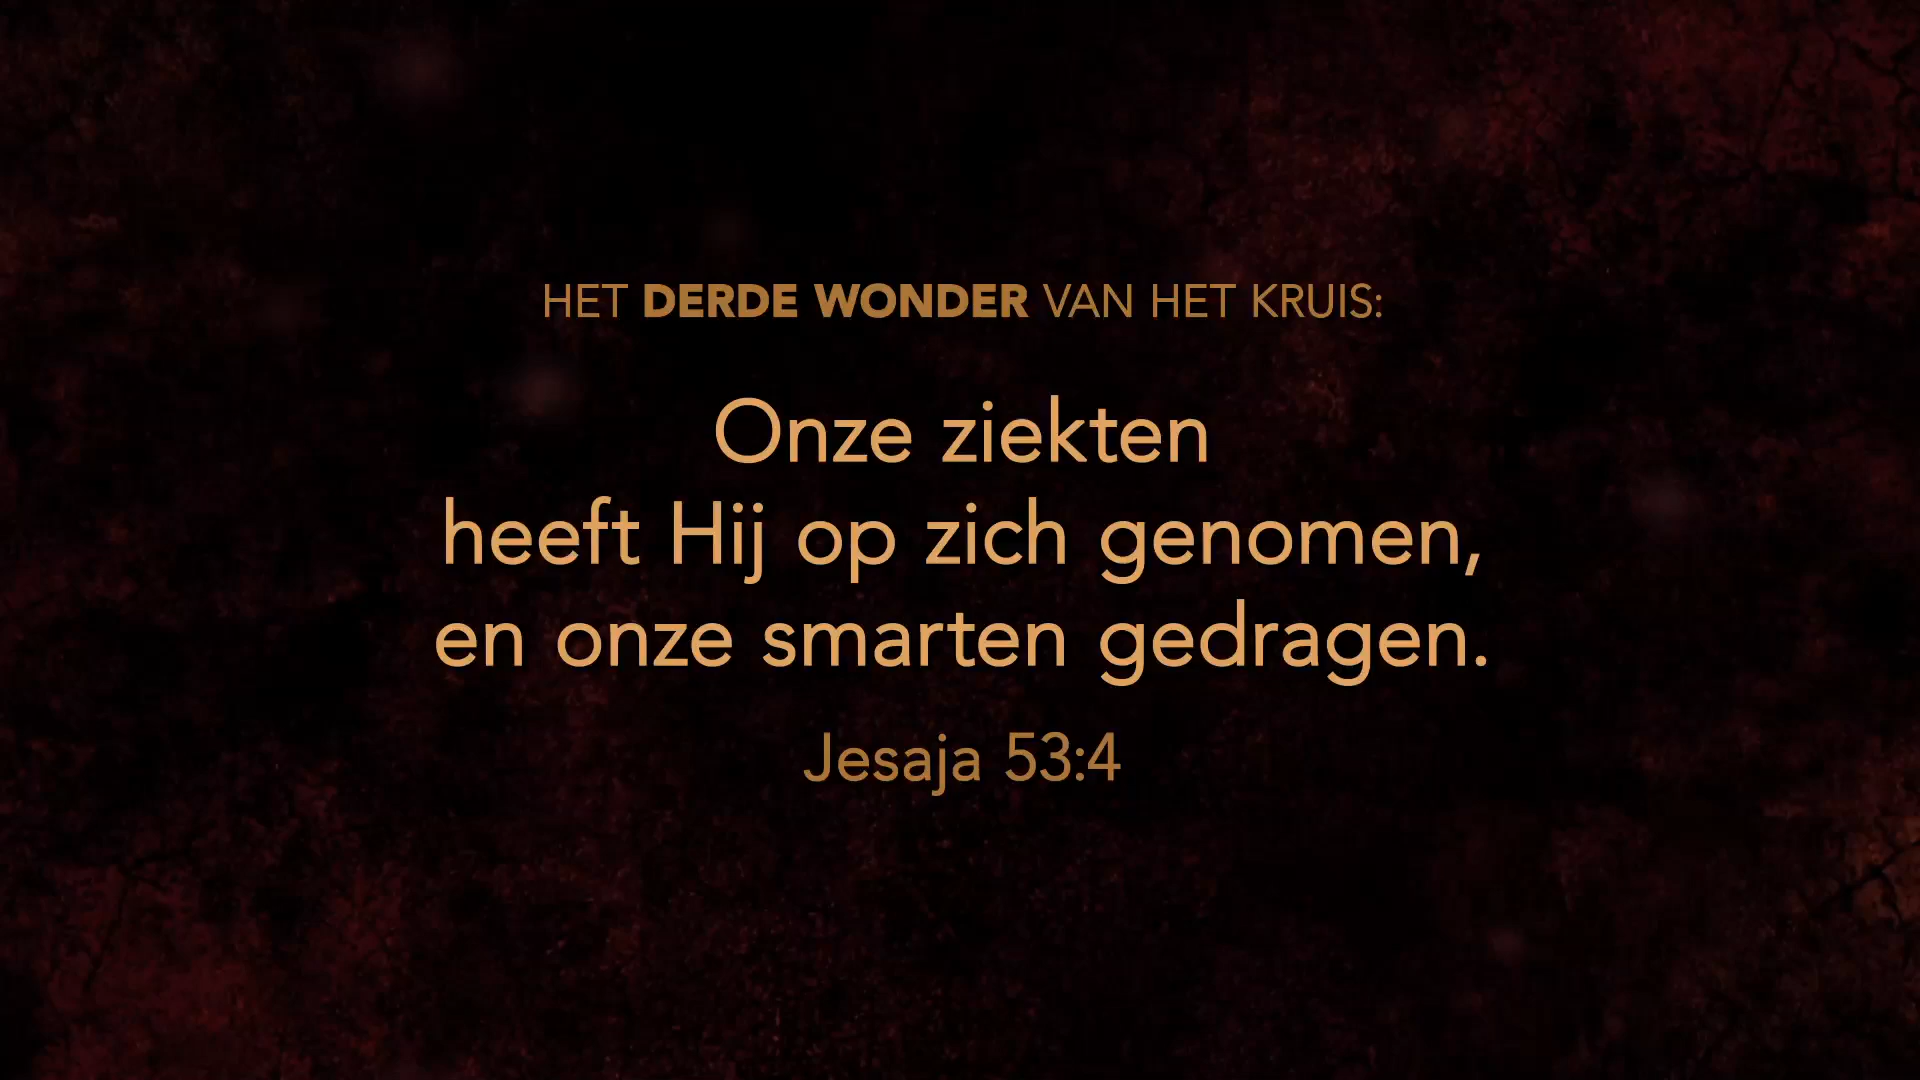 HET DERDE WONDER VAN HET KRUIS:
Onze ziekten
heeft Hij op zich genomen,
en onze smarten gedragen.
Jesaja 53:4